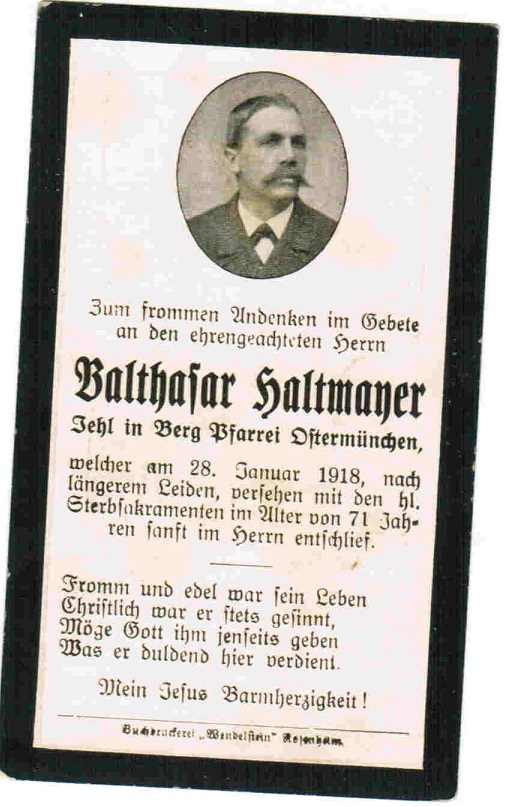 Zum frommen Andenken im Gebete
an den ehrengeachteten Herrn
Balthasar Haltmayer
Jehl in Berg Pfarrei Ostermünchen,
welcher am 28. Januar 1918, nach
längerem Leiden, versehen mit den hl.
Sterbsakramenten im Alter von 71 Jah-
ren sanft im Herrn entschlief.
Fromm und edel war sein Leben
Christlich war er stets gesinnt,
Möge Gott ihm jenseits geben
Was er duldend hier verdient.
Mein Jesus Barmherzigkeit!
Buchdruckerei „Wendelstein“ Rosenheim.